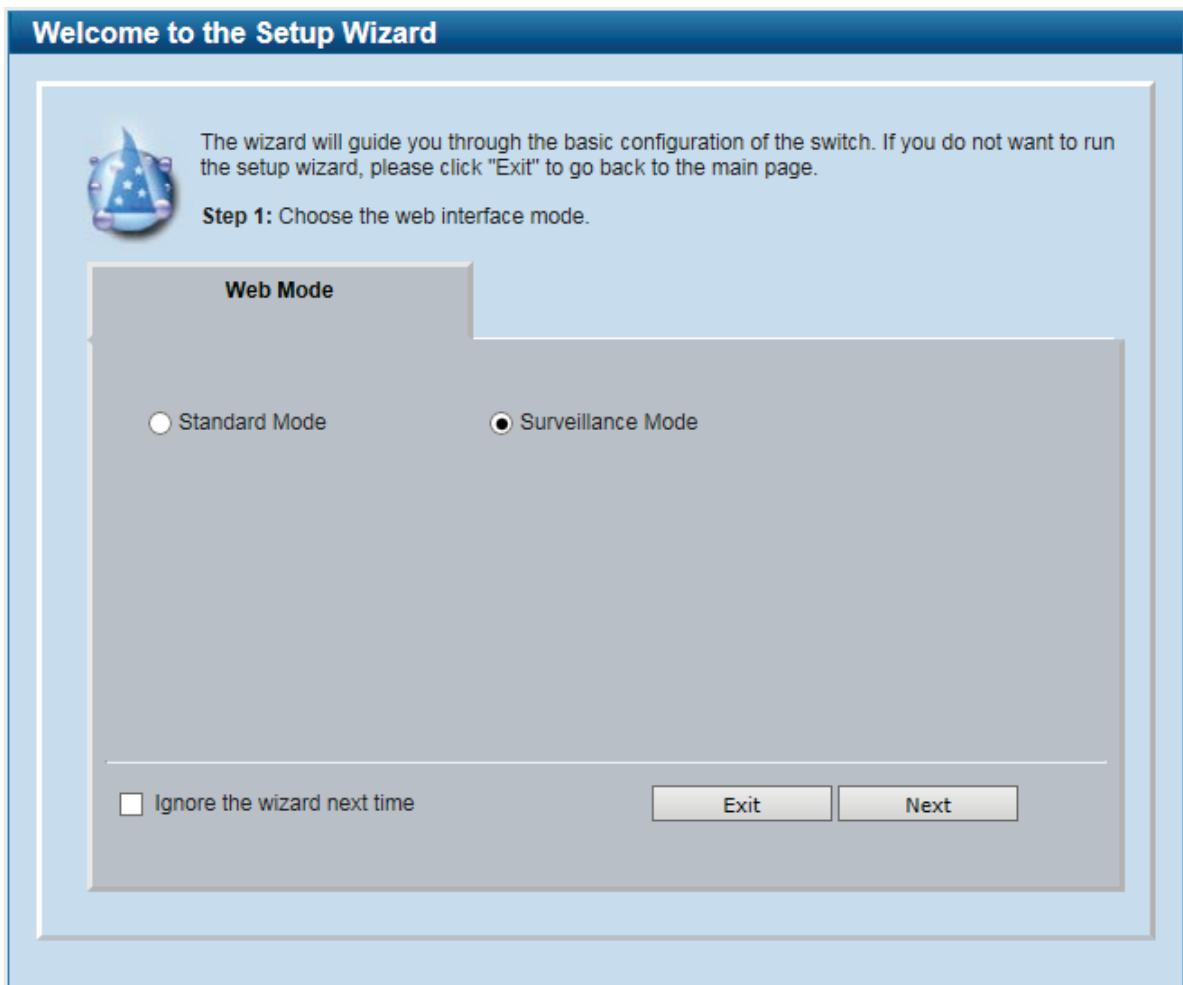 Welcome to the Setup Wizard
The wizard will guide you through the basic configuration of the switch. If you do not want to run
the setup wizard, please click "Exit" to go back to the main page.
Step 1: Choose the web interface mode.
Web Mode
Standard Mode
Surveillance Mode
Ignore the wizard next time
Exit
Next